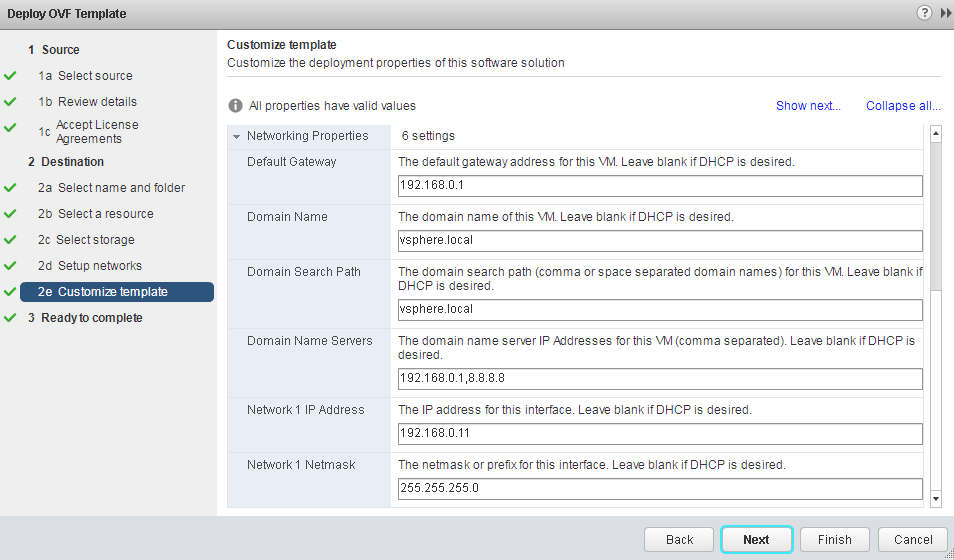 Deploy OVF Template
?
1 Source
1a Select source
1b Review details
1c Accept License
Agreements
2 Destination
2a Select name and folder
2b Select a resource
2c Select storage
2d Setup networks
2e Customize template
3 Ready to complete
Customize template
Customize the deployment properties of this software solution
All properties have valid values
Show next...
Collapse all...
Networking Properties
6 settings
Default Gateway
The default gateway address for this VM. Leave blank if DHCP is desired.
192.168.0.1
Domain Name
The domain name of this VM. Leave blank if DHCP is desired.
vsphere.local
Domain Search Path
The domain search path (comma or space separated domain names) for this VM. Leave blank if
DHCP is desired.
vsphere.local
Domain Name Servers
The domain name server IP Addresses for this VM (comma separated). Leave blank if DHCP is
desired.
192.168.0.1,8.8.8.8
Network 1 IP Address
The IP address for this interface. Leave blank if DHCP is desired.
192.168.0.11
Network 1 Netmask
The netmask or prefix for this interface. Leave blank if DHCP is desired.
255.255.255.0
Back
Next
Finish
Cancel